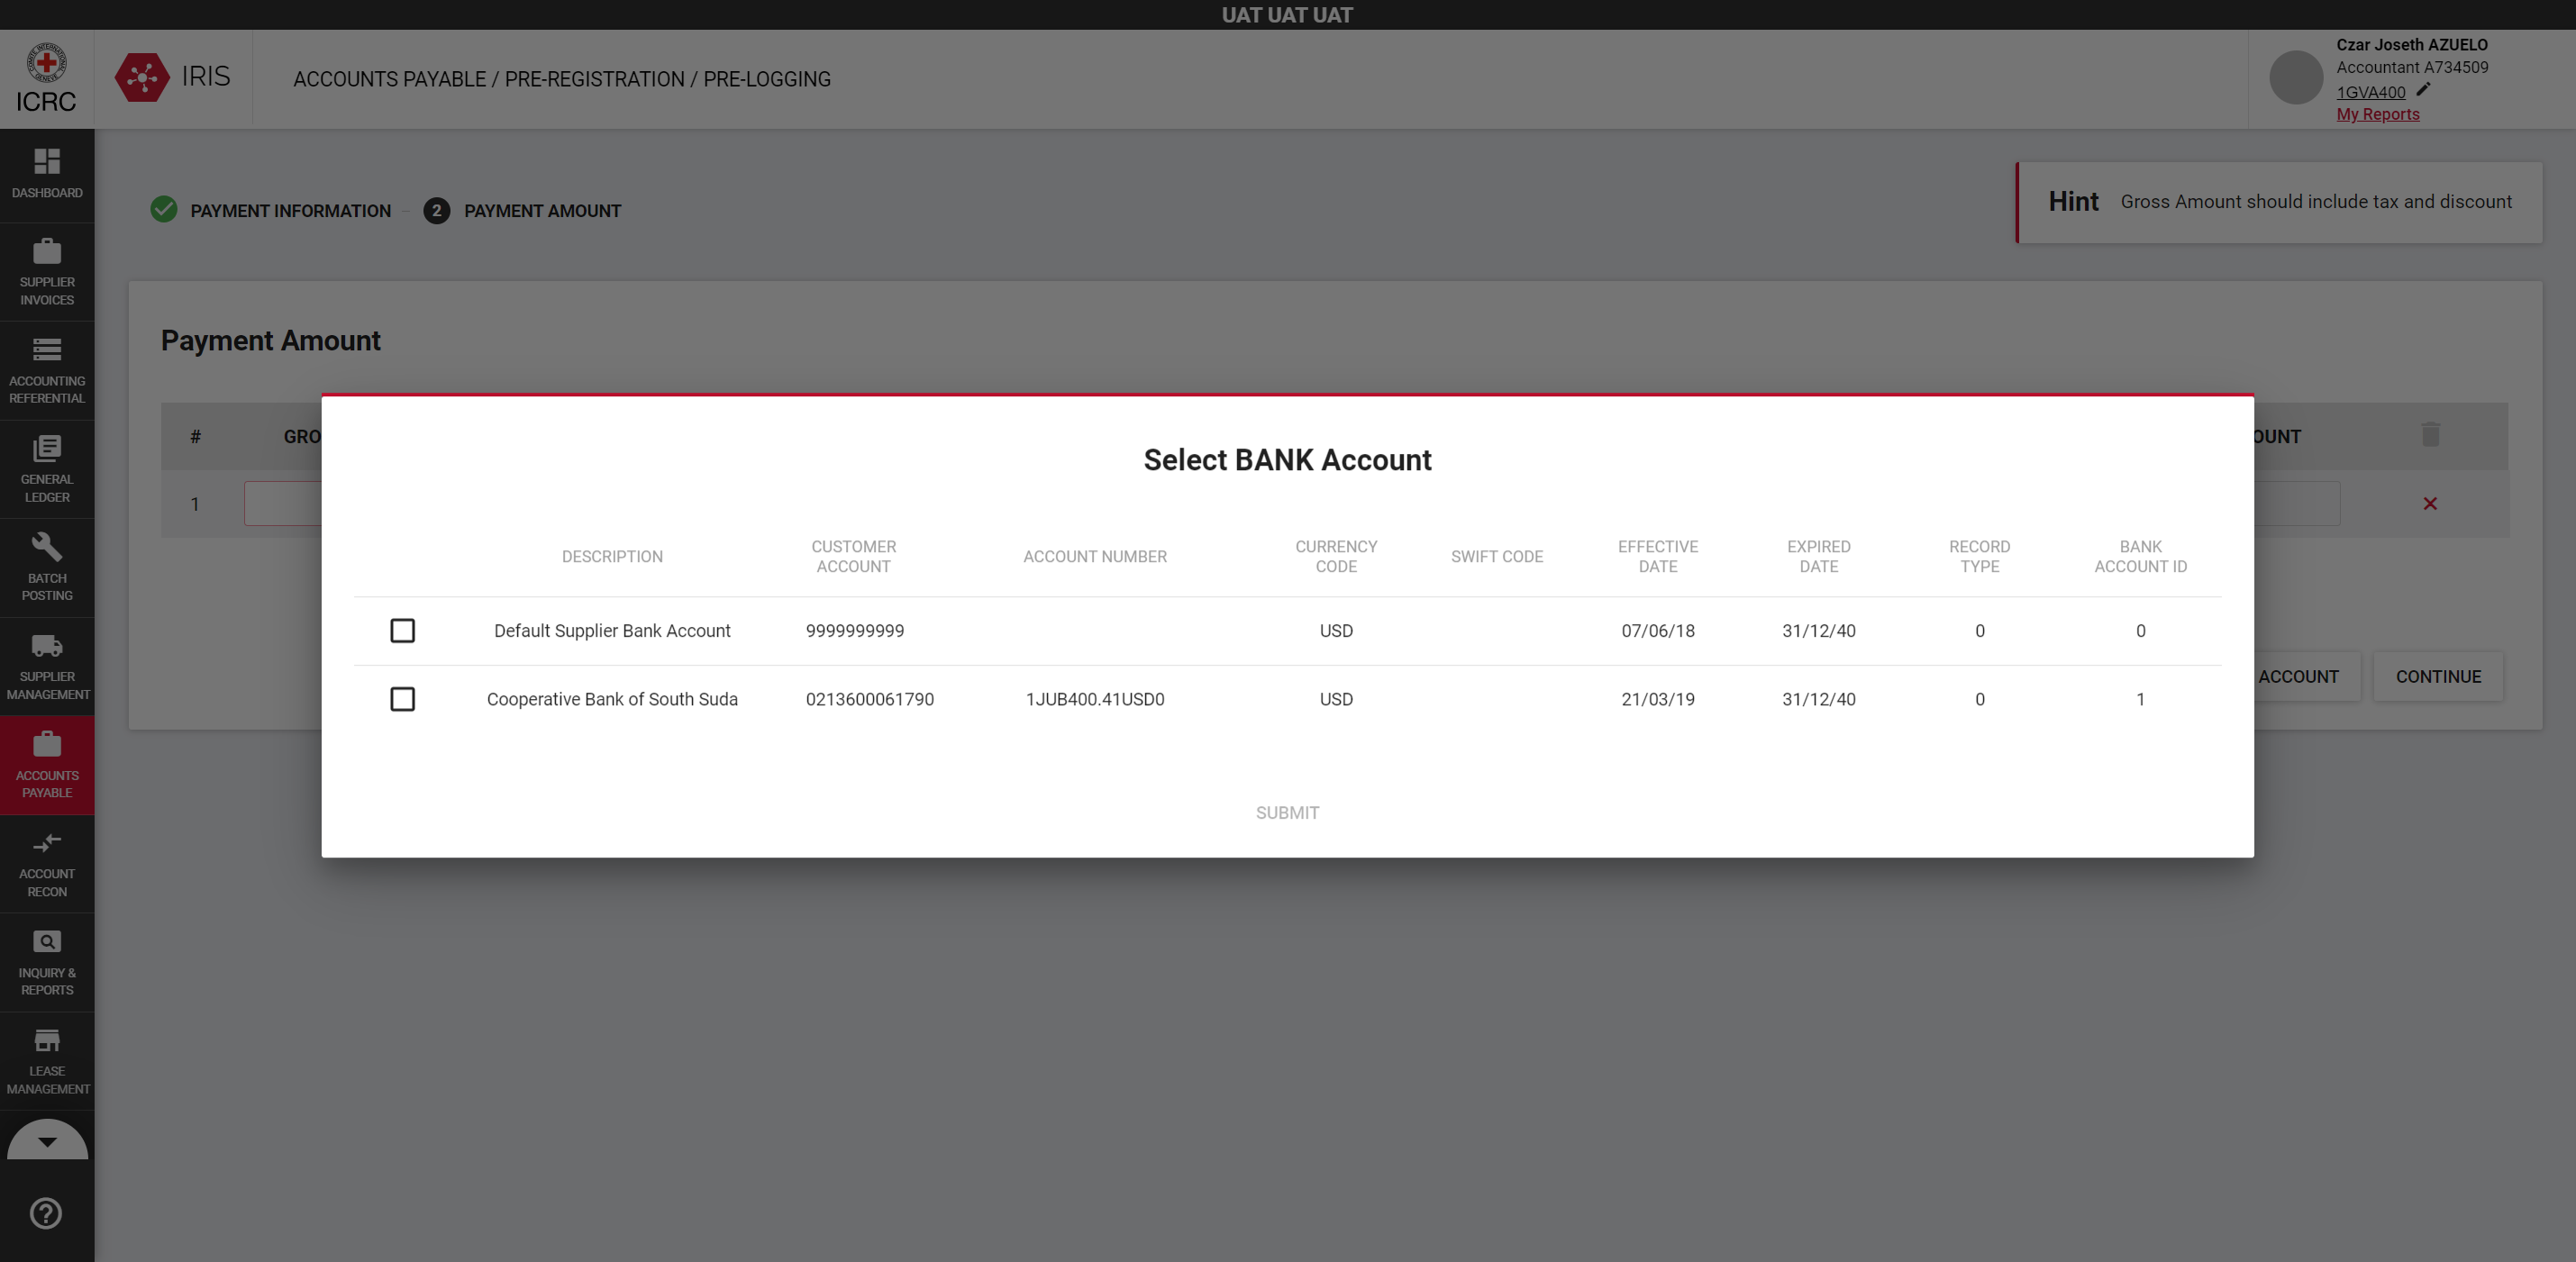 UAT UAT UAT
ICRC
IRIS
ACCOUNTS PAYABLE / PRE-REGISTRATION / PRE-LOGGING
Czar Joseth AZUELO
Accountant A734509
1GVA400
My Reports
DASHBOARD
SUPPLIER
INVOICES
ACCOUNTING
REFERENTIAL
GENERAL
LEDGER
BATCH
POSTING
SUPPLIER
MANAGEMENT
ACCOUNTS
PAYABLE
ACCOUNT
RECON
INQUIRY &
REPORTS
LEASE
MANAGEMENT
PAYMENT INFORMATION
2 PAYMENT AMOUNT
Hint Gross Amount should include tax and discount
Payment Amount
# GRO OUNT
1
Select BANK Account
DESCRIPTION CUSTOMER ACCOUNT ACCOUNT NUMBER CURRENCY CODE SWIFT CODE EFFECTIVE DATE EXPIRED DATE RECORD TYPE BANK ACCOUNT ID
Default Supplier Bank Account 9999999999 USD 07/06/18 31/12/40 0 0
Cooperative Bank of South Suda 0213600061790 1JUB400.41USD0 USD 21/03/19 31/12/40 0 1
SUBMIT
ACCOUNT CONTINUE